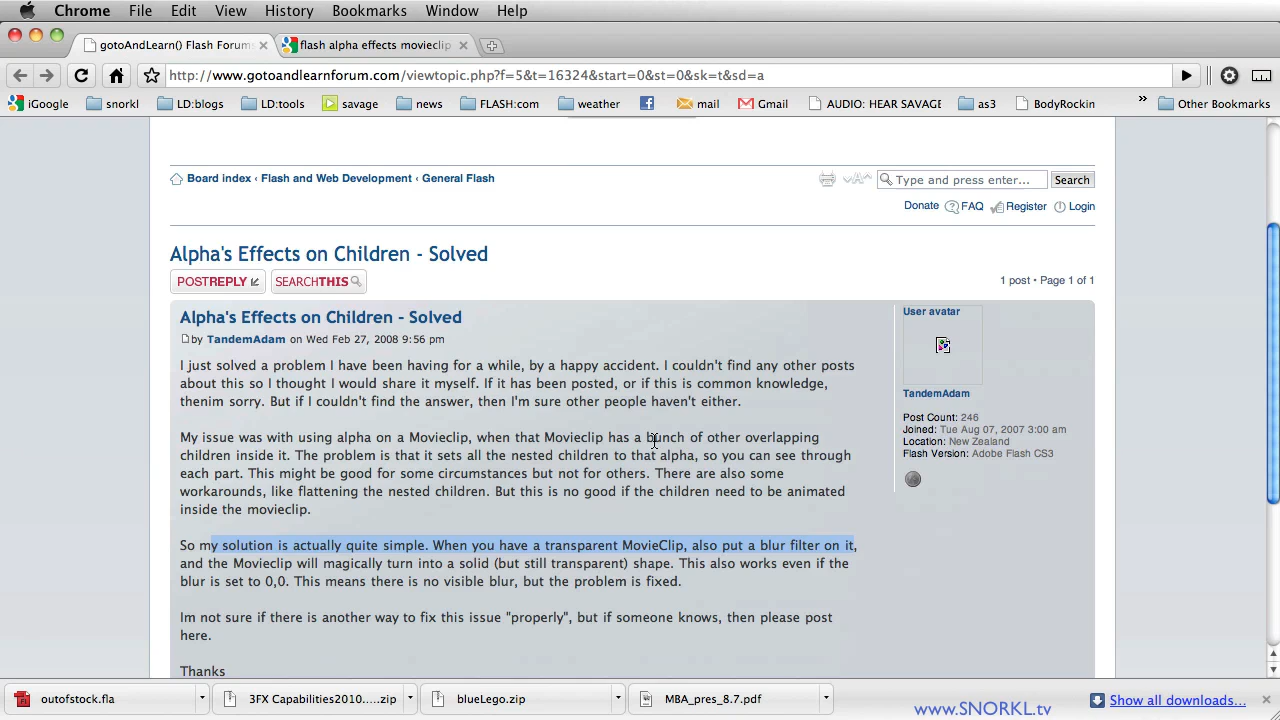 Chrome File Edit View History Bookmarks Window Help
gotoAndLearn() Flash Forum flash alpha effects movieclip
http://www.gotoandlearnforum.com/viewtopic.php?f=5&t=16324&start=0&st=0&sk=t&sd=a
iGoogle snorkl LD:blogs LD:tools savage news FLASH:com weather mail Gmail AUDIO: HEAR SAVAGE as3 BodyRockin » Other Bookmarks
Board index ‹ Flash and Web Development ‹ General Flash
Type and press enter... Search
Donate FAQ Register Login
Alpha's Effects on Children - Solved
POSTREPLY SEARCHTHIS 1 post • Page 1 of 1
Alpha's Effects on Children - Solved
by TandemAdam on Wed Feb 27, 2008 9:56 pm
I just solved a problem I have been having for a while, by a happy accident. I couldn't find any other posts
about this so I thought I would share it myself. If it has been posted, or if this is common knowledge,
thenim sorry. But if I couldn't find the answer, then I'm sure other people haven't either.
My issue was with using alpha on a Movieclip, when that Movieclip has a bunch of other overlapping
children inside it. The problem is that it sets all the nested children to that alpha, so you can see through
each part. This might be good for some circumstances but not for others. There are also some
workarounds, like flattening the nested children. But this is no good if the children need to be animated
inside the movieclip.
So my solution is actually quite simple. When you have a transparent MovieClip, also put a blur filter on it,
and the Movieclip will magically turn into a solid (but still transparent) shape. This also works even if the
blur is set to 0,0. This means there is no visible blur, but the problem is fixed.
Im not sure if there is another way to fix this issue "properly", but if someone knows, then please post
here.
Thanks
User avatar
TandemAdam
Post Count: 246
Joined: Tue Aug 07, 2007 3:00 am
Location: New Zealand
Flash Version: Adobe Flash CS3
outofstock.fla 3FX Capabilities2010.....zip blueLego.zip MBA_pres_8.7.pdf Show all downloads...
www.SNORKL.tv